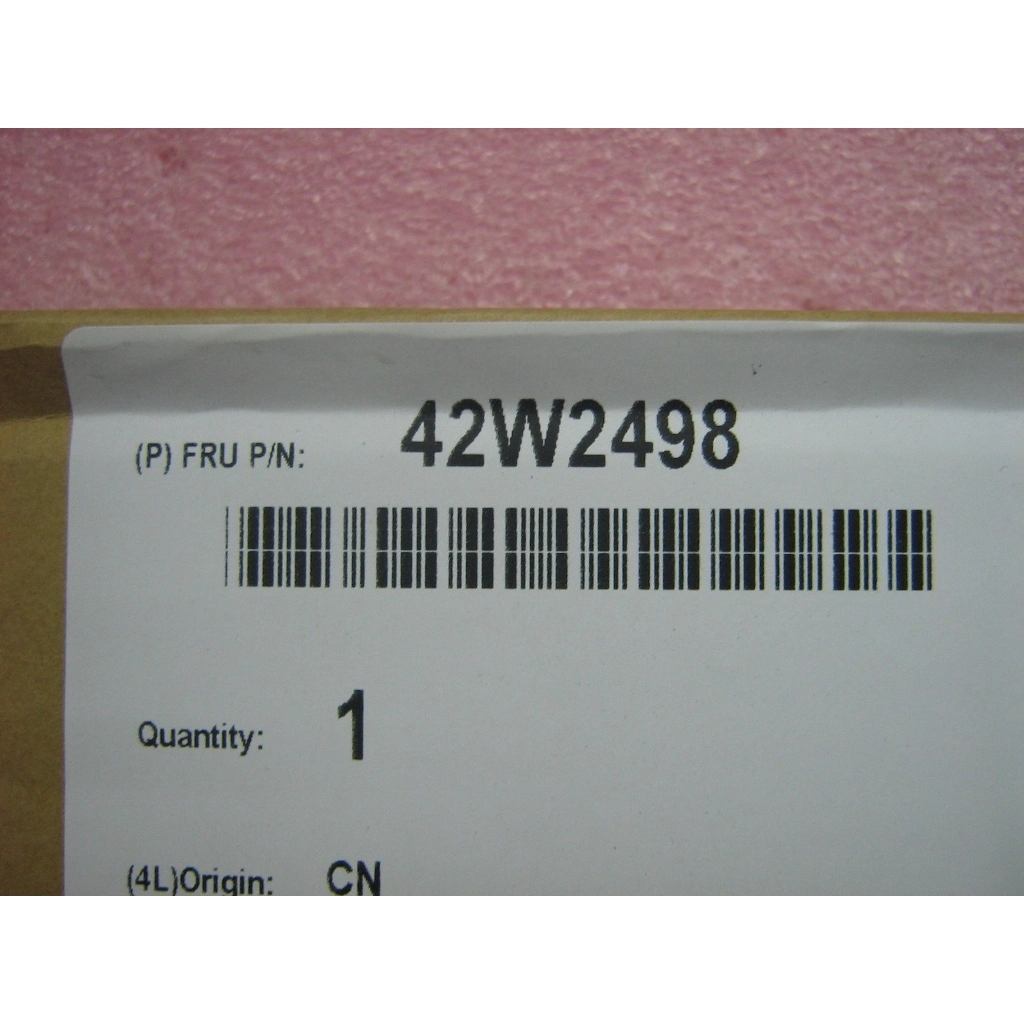 (P) FRU P/N: 42W2498
Quantity: 1
(4L)Origin: CN